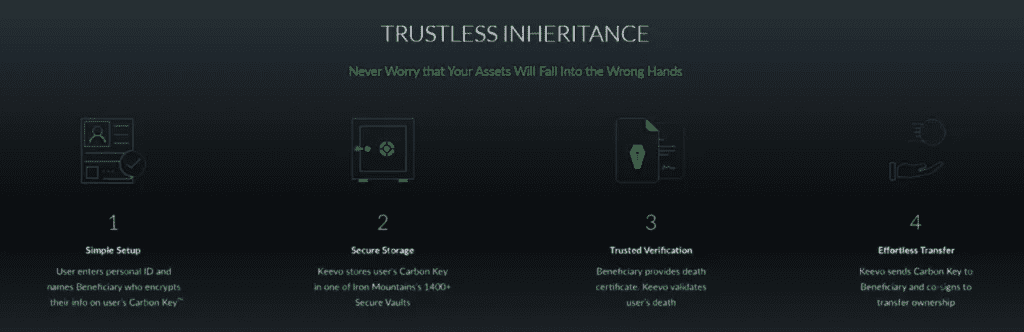 TRUSTLESS INHERITANCE
Never Worry that Your Assets Will Fall Into the Wrong Hands
1
Simple Setup
User enters personal ID and
names Beneficiary who encrypts
their info on user's Carbon Key™
2
Secure Storage
Keevo stores user's Carbon Key
in one of Iron Mountains's 1400+
Secure Vaults
3
Trusted Verification
Beneficiary provides death
certificate. Keevo validates
user's death
4
Effortless Transfer
Keevo sends Carbon Key to
Beneficiary and co-signs to
transfer ownership